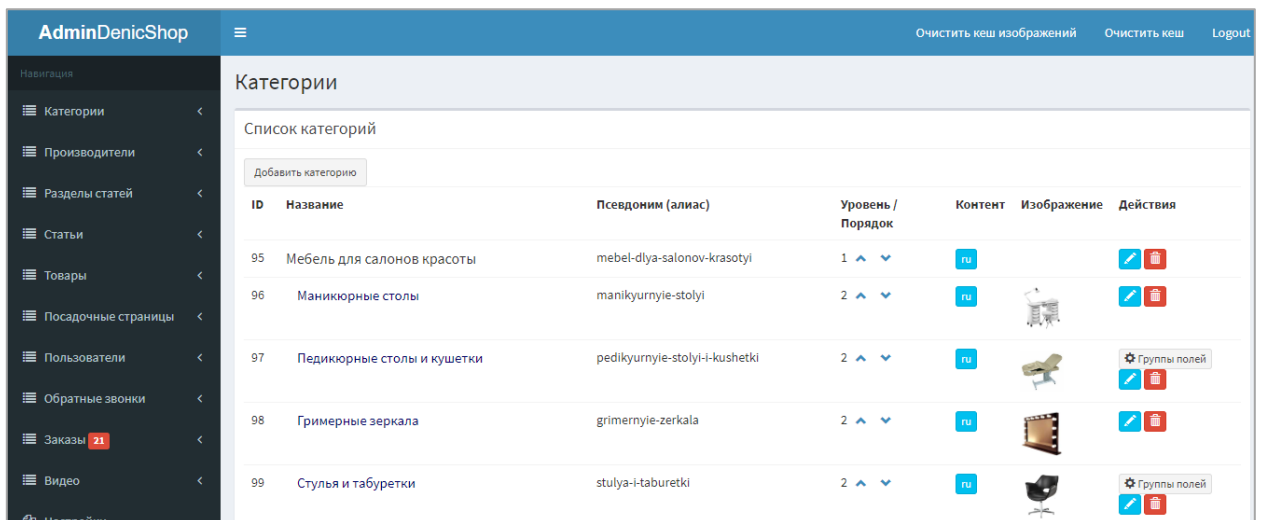 AdminDenicShop
Очистить кеш изображений Очистить кеш Logout
Навигация
Категории
Производители
Разделы статей
Статьи
Товары
Посадочные страницы
Пользователи
Обратные звонки
Заказы 21
Видео
Настройки
Категории
Список категорий
Добавить категорию
ID Название Псевдоним (алиас) Уровень / Порядок Контент Изображение Действия
95 Мебель для салонов красоты mebel-dlya-salonov-krasotyi 1 ru
96 Маникюрные столы manikyurnyie-stolyi 2 ru
97 Педикюрные столы и кушетки pedikyurnyie-stolyi-i-kushetki 2 ru Группы полей
98 Гримерные зеркала grimernyie-zerkala 2 ru
99 Стулья и табуретки stulya-i-taburetki 2 ru Группы полей